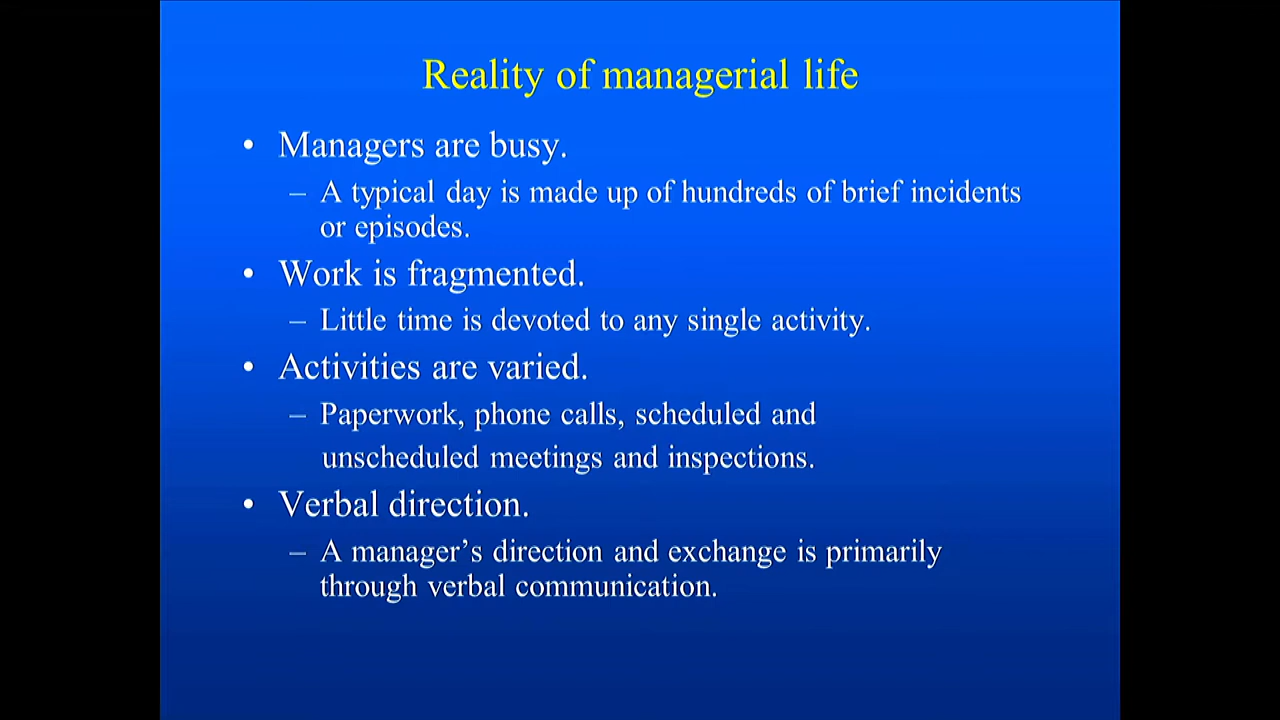 Reality of managerial life
• Managers are busy.
– A typical day is made up of hundreds of brief incidents
or episodes.
• Work is fragmented.
– Little time is devoted to any single activity.
• Activities are varied.
– Paperwork, phone calls, scheduled and
unscheduled meetings and inspections.
• Verbal direction.
– A manager’s direction and exchange is primarily
through verbal communication.